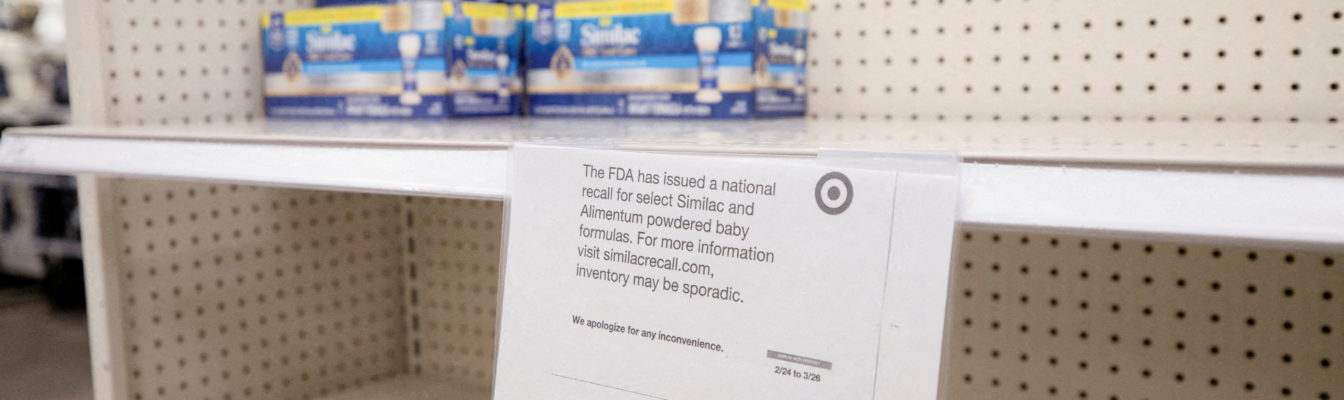 Similac
Similac
Similac
The FDA has issued a national
recall for select Similac and
Alimentum powdered baby
formulas. For more information
visit similacrecall.com,
inventory may be sporadic.
We apologize for any inconvenience.
2/24 to 3/26